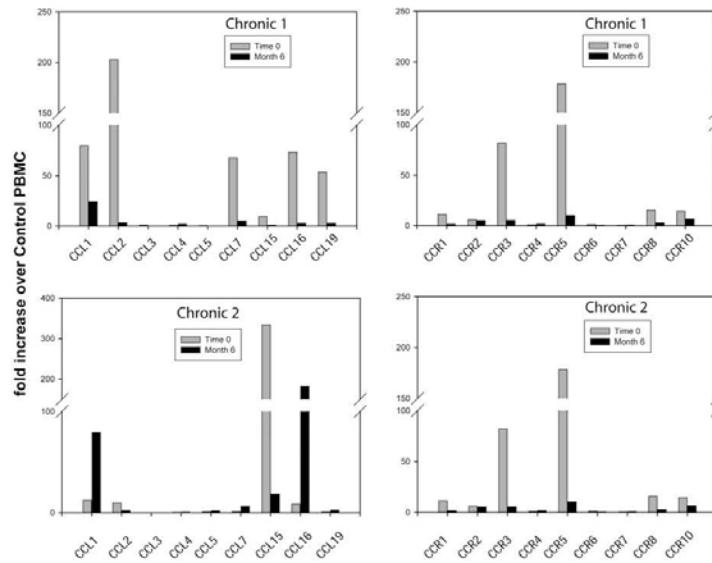 fold increase over Control PBMC
Chronic 1
Time 0
Month 6
250
200
150
100
50
0
CCL1 CCL2 CCL3 CCL4 CCL5 CCL7 CCL15 CCL16 CCL19
Chronic 1
Time 0
Month 6
250
200
150
100
50
0
CCR1 CCR2 CCR3 CCR4 CCR5 CCR6 CCR7 CCR8 CCR10
Chronic 2
Time 0
Month 6
400
300
200
100
0
CCL1 CCL2 CCL3 CCL4 CCL5 CCL7 CCL15 CCL16 CCL19
Chronic 2
Time 0
Month 6
250
200
150
100
50
0
CCR1 CCR2 CCR3 CCR4 CCR5 CCR6 CCR7 CCR8 CCR10